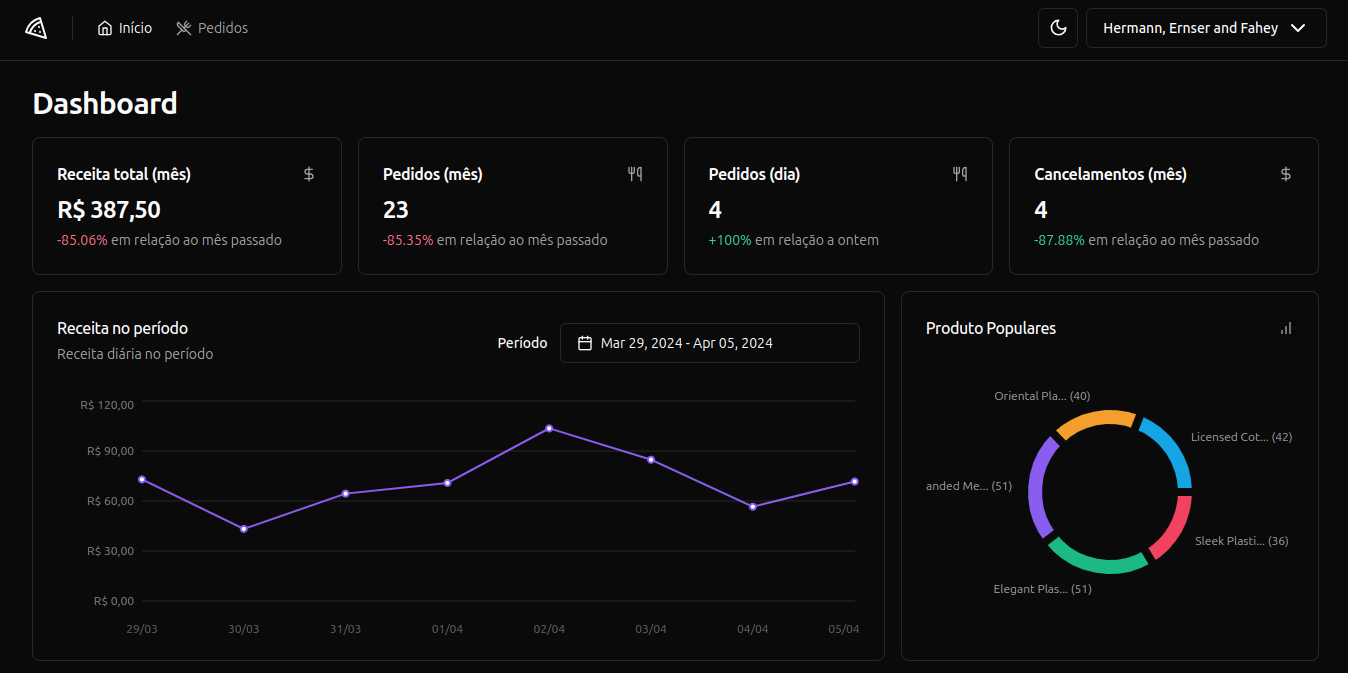 Início
Pedidos
Hermann, Ernser and Fahey
Dashboard
Receita total (mês)
R$ 387,50
-85.06% em relação ao mês passado
Pedidos (mês)
23
-85.35% em relação ao mês passado
Pedidos (dia)
4
+100% em relação a ontem
Cancelamentos (mês)
4
-87.88% em relação ao mês passado
Receita no período
Receita diária no período
Período
Mar 29, 2024 - Apr 05, 2024
R$ 120,00
R$ 90,00
R$ 60,00
R$ 30,00
R$ 0,00
29/03
30/03
31/03
01/04
02/04
03/04
04/04
05/04
Produto Populares
Oriental Pla... (40)
Licensed Cot... (42)
anded Me... (51)
Sleek Plasti... (36)
Elegant Plas... (51)